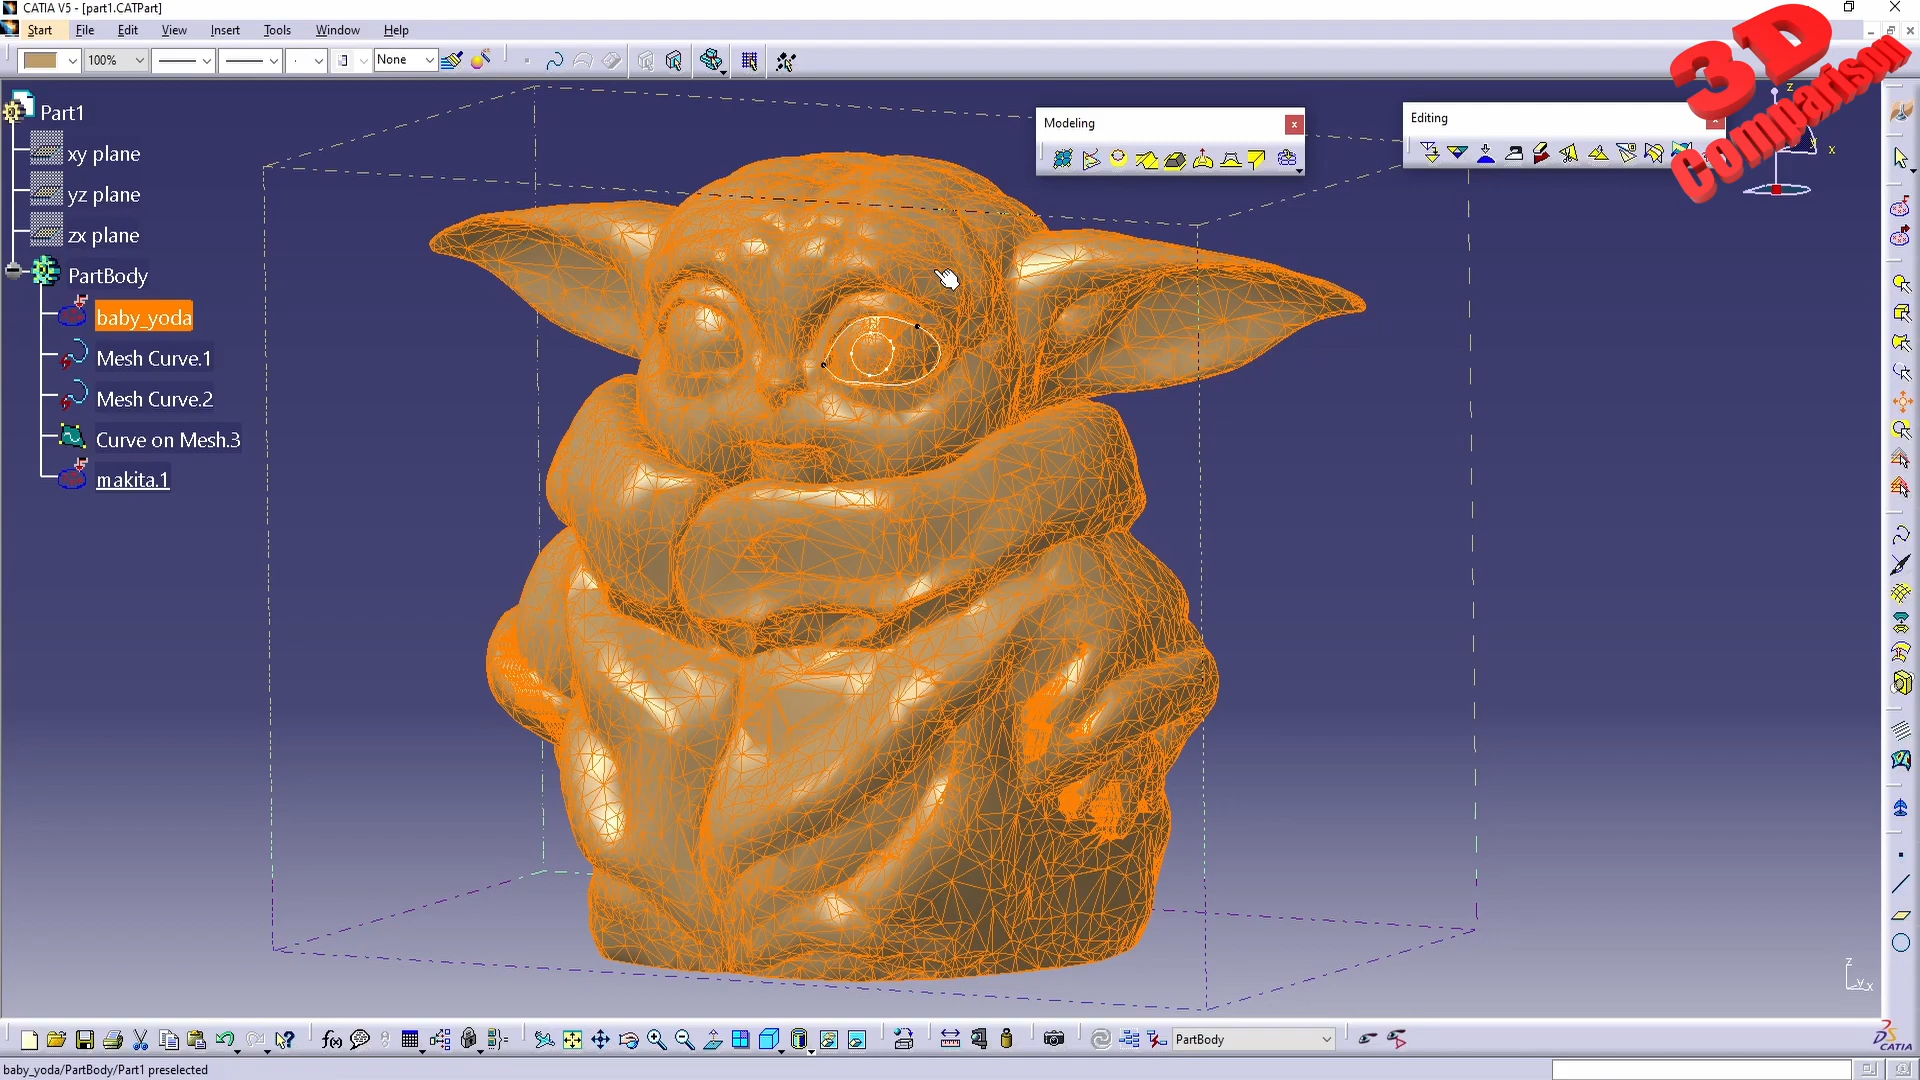 CATIA V5 - [part1.CATPart]
Start File Edit View Insert Tools Window Help
100% None
3D
Comparison
Part1
xy plane
yz plane
zx plane
PartBody
baby_yoda
Mesh Curve.1
Mesh Curve.2
Curve on Mesh.3
makita.1
Modeling x
Editing
z
x
y
z
y x
f(x)
PartBody
CATIA
baby_yoda/PartBody/Part1 preselected